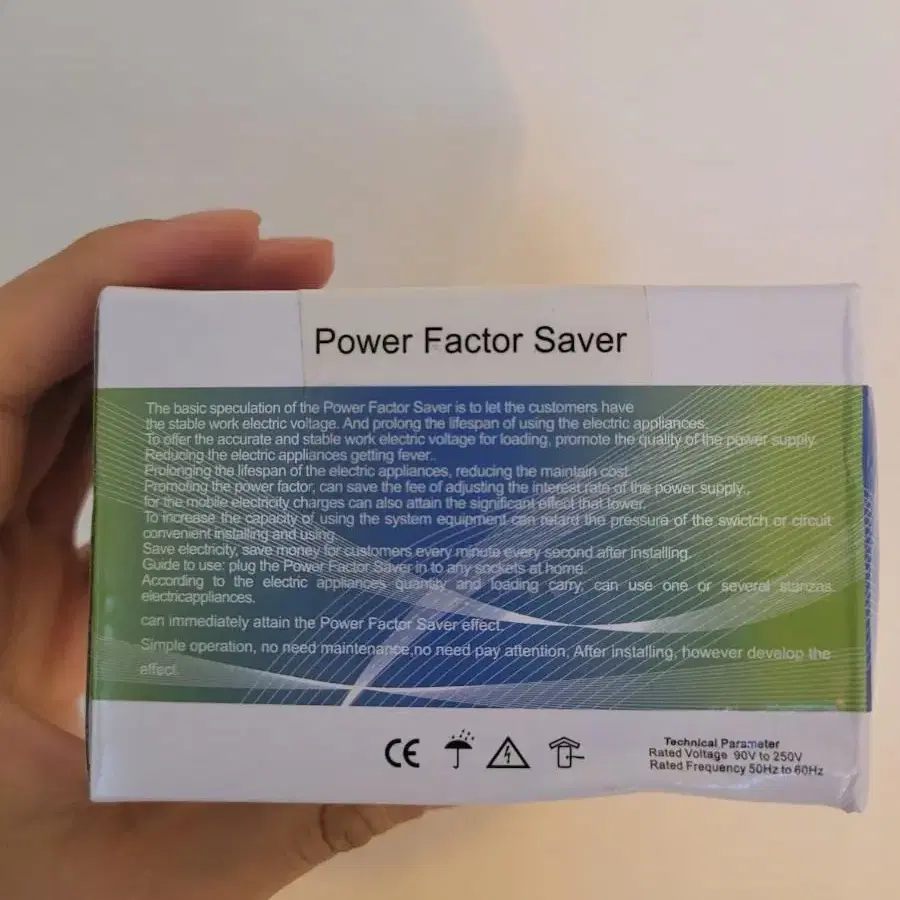 Power Factor Saver
The basic speculation of the Power Factor Saver is to let the customers have
the stable work electric voltage. And prolong the lifespan of using the electric appliances,
To offer the accurate and stable work electric voltage for loading, promote the quality of the power supply.
Reducing the electric appliances getting fever..
Prolonging the lifespan of the electric appliances, reducing the maintain cost.
Promoting the power factor, can save the fee of adjusting the interest rate of the power supply.,
for the mobile electricity charges can also attain the significant effect that lower.
To increase the capacity of using the system equipment can retard the pressure of the swictch or circuit
convenient installing and using.
Save electricity, save money for customers every minute every second after installing.
Guide to use: plug the Power Factor Saver in to any sockets at home.
According to the electric appliances quantity and loading carry, can use one or several stanzas
electricappliances.
can immediately attain the Power Factor Saver effect.
Simple operation, no need maintenance,no need pay attention, After installing, however develop the
effect.
CE
Technical Parameter
Rated Voltage 90V to 250V
Rated Frequency 50Hz to 60Hz